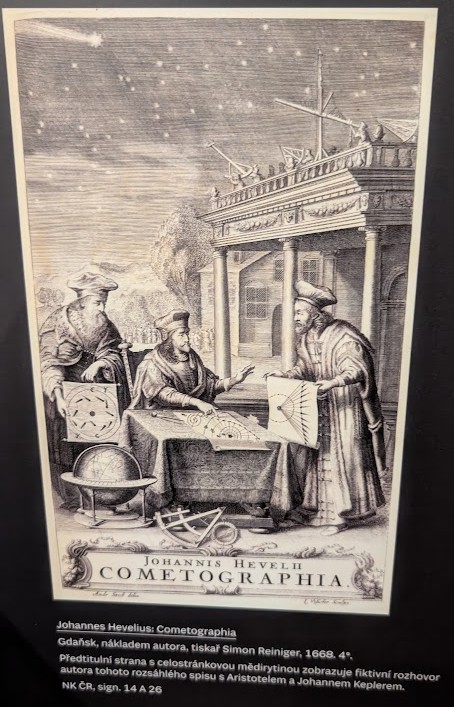 JOHANNIS HEVELII
COMETOGRAPHIA
Johannes Hevelius: Cometographia
Gdaňsk, nákladem autora, tiskař Simon Reiniger, 1668. 4°.
Předtitulní strana s celostránkovou mědirytinou zobrazuje fiktivní rozhovor
autora tohoto rozsáhlého spisu s Aristotelem a Johannem Keplerem.
NK ČR, sign. 14 A 26